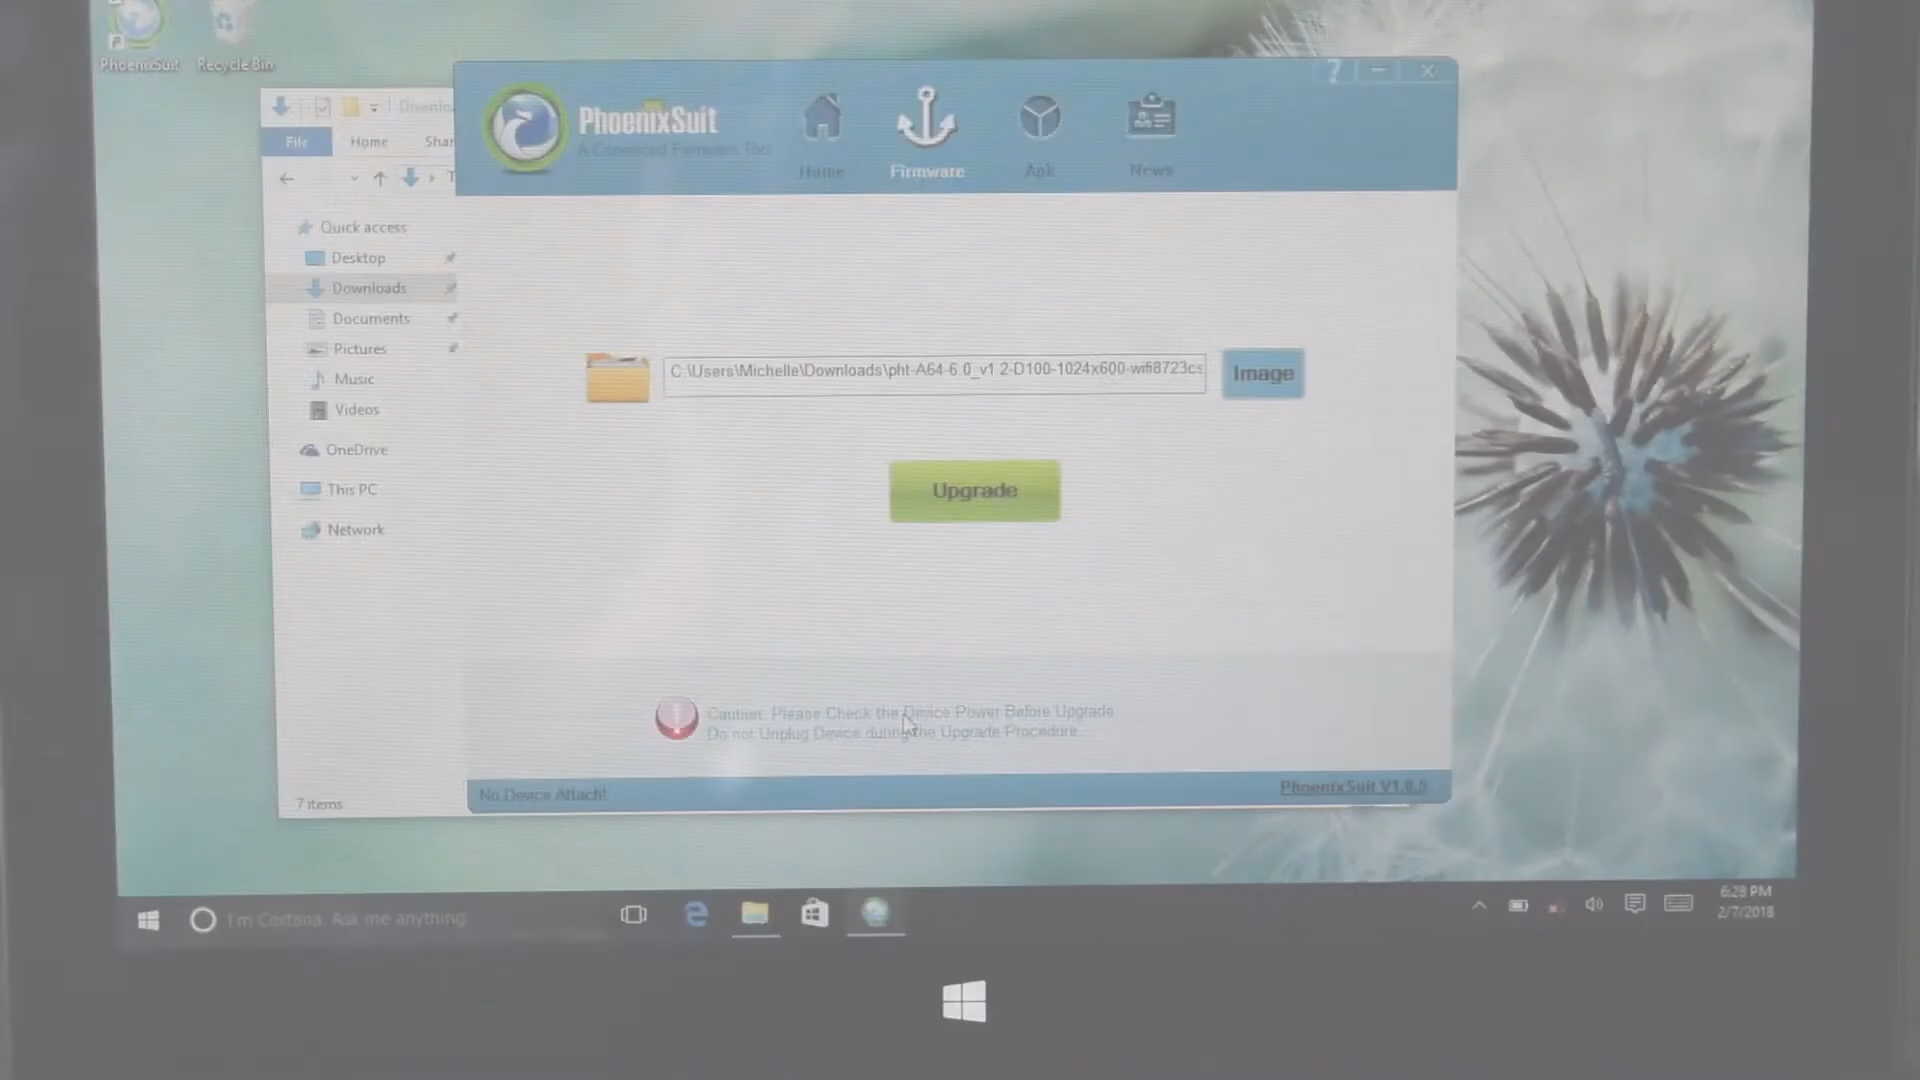 PhoenixSuit
Recycle Bin
PhoenixSuit
Home
Firmware
Apk
News
File
Home
Quick access
Desktop
Downloads
Documents
Pictures
Music
Videos
OneDrive
This PC
Network
C:\Users\Michelle\Downloads\pht-A64-6.0_v1 2-D100-1024x600-wifi8723cs
Image
Upgrade
Caution: Please Check the Device Power Before Upgrade
Do not Unplug Device during the Upgrade Procedure.
7 items
No Device Attach!
PhoenixSuit V1.0.5
I'm Cortana. Ask me anything.
6:28 PM
2/7/2018